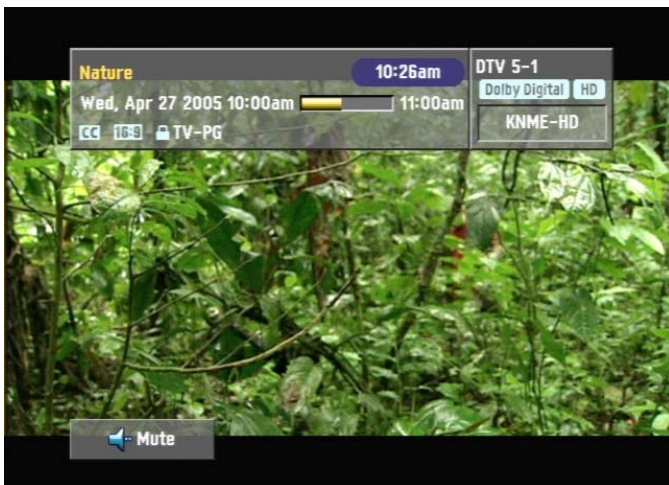 Nature
10:26am
Wed, Apr 27 2005 10:00am 11:00am
CC 16:9 TV-PG
DTV 5-1
Dolby Digital HD
KNME-HD
Mute